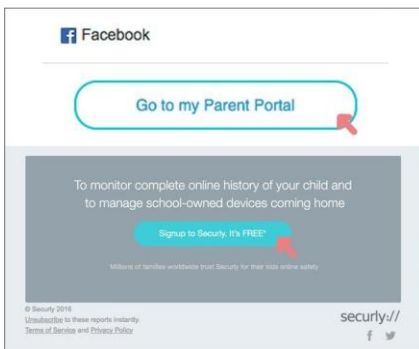 Facebook
Go to my Parent Portal
To monitor complete online history of your child and
to manage school-owned devices coming home
Signup to Securly. It's FREE*
Millions of families worldwide trust Securly for their kids online safety
© Securly 2016
Unsubscribe to these reports instantly.
Terms of Service and Privacy Policy
securly://